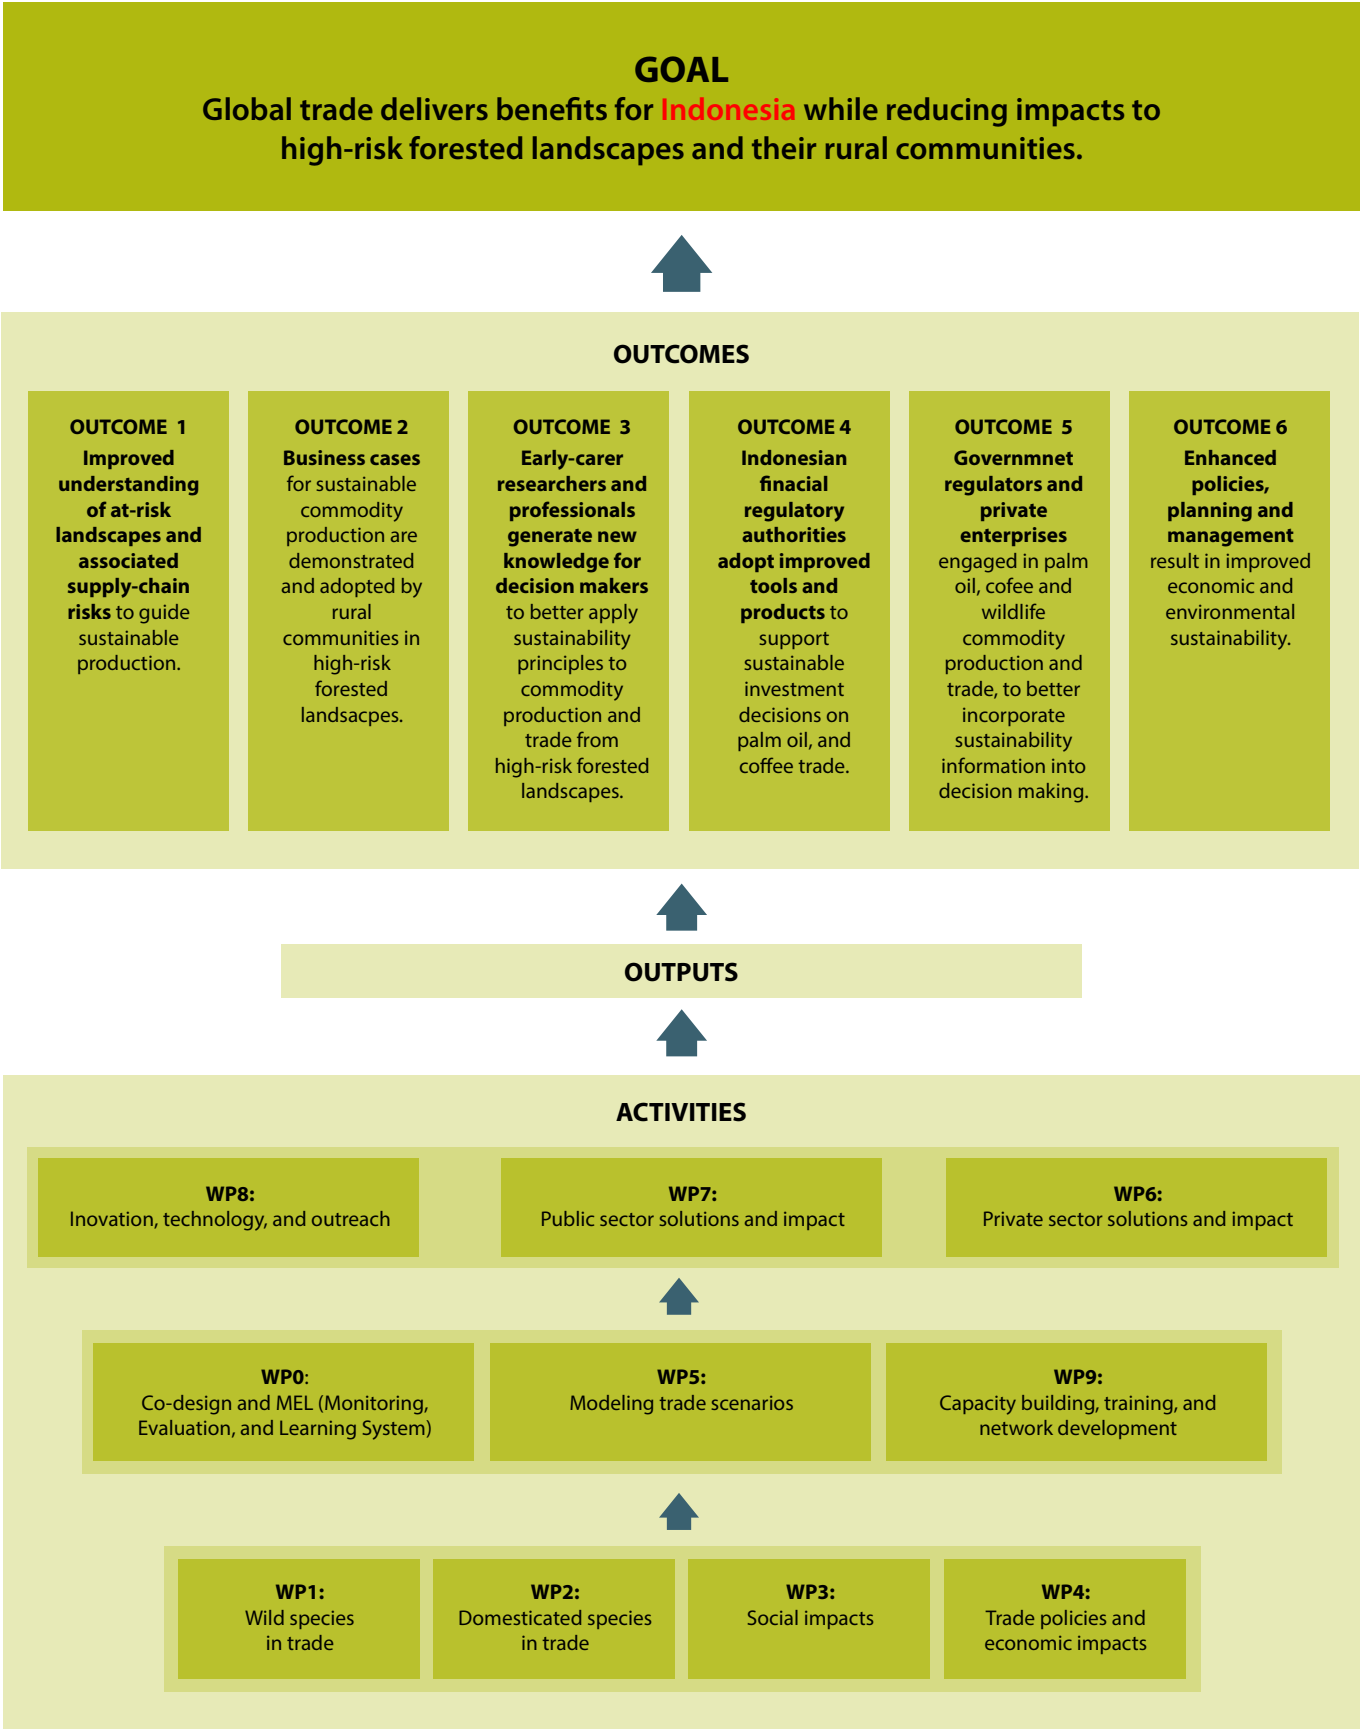 GOAL
Global trade delivers benefits for Indonesia while reducing impacts to
high-risk forested landscapes and their rural communities.
OUTCOMES
OUTCOME 1
Improved
understanding
of at-risk
landscapes and
associated
supply-chain
risks to guide
sustainable
production.
OUTCOME 2
Business cases
for sustainable
commodity
production are
demonstrated
and adopted by
rural
communities in
high-risk
forested
landsacpes.
OUTCOME 3
Early-carer
researchers and
professionals
generate new
knowledge for
decision makers
to better apply
sustainability
principles to
commodity
production and
trade from
high-risk forested
landscapes.
OUTCOME 4
Indonesian
finacial
regulatory
authorities
adopt improved
tools and
products to
support
sustainable
investment
decisions on
palm oil, and
coffee trade.
OUTCOME 5
Governmnet
regulators and
private
enterprises
engaged in palm
oil, cofee and
wildlife
commodity
production and
trade, to better
incorporate
sustainability
information into
decision making.
OUTCOME 6
Enhanced
policies,
planning and
management
result in improved
economic and
environmental
sustainability.
OUTPUTS
ACTIVITIES
WP8:
Inovation, technology, and outreach
WP7:
Public sector solutions and impact
WP6:
Private sector solutions and impact
WP0:
Co-design and MEL (Monitoring,
Evaluation, and Learning System)
WP5:
Modeling trade scenarios
WP9:
Capacity building, training, and
network development
WP1:
Wild species
in trade
WP2:
Domesticated species
in trade
WP3:
Social impacts
WP4:
Trade policies and
economic impacts